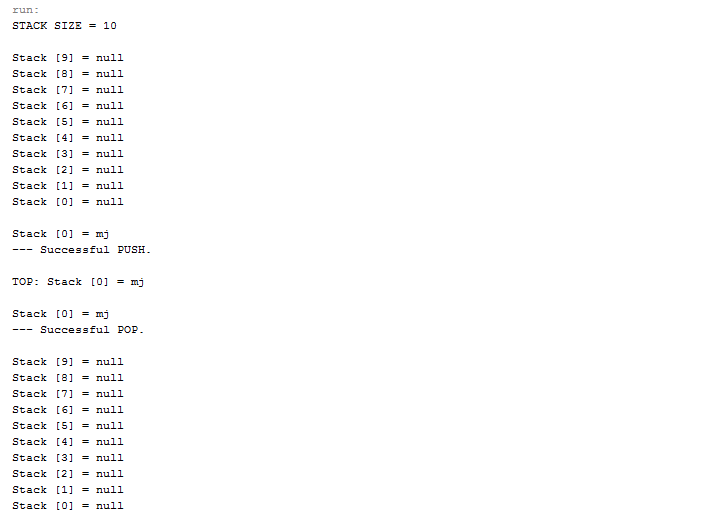 run:
STACK SIZE = 10
Stack [9] = null
Stack [8] = null
Stack [7] = null
Stack [6] = null
Stack [5] = null
Stack [4] = null
Stack [3] = null
Stack [2] = null
Stack [1] = null
Stack [0] = null
Stack [0] = mj
--- Successful PUSH.
TOP: Stack [0] = mj
Stack [0] = mj
--- Successful POP.
Stack [9] = null
Stack [8] = null
Stack [7] = null
Stack [6] = null
Stack [5] = null
Stack [4] = null
Stack [3] = null
Stack [2] = null
Stack [1] = null
Stack [0] = null